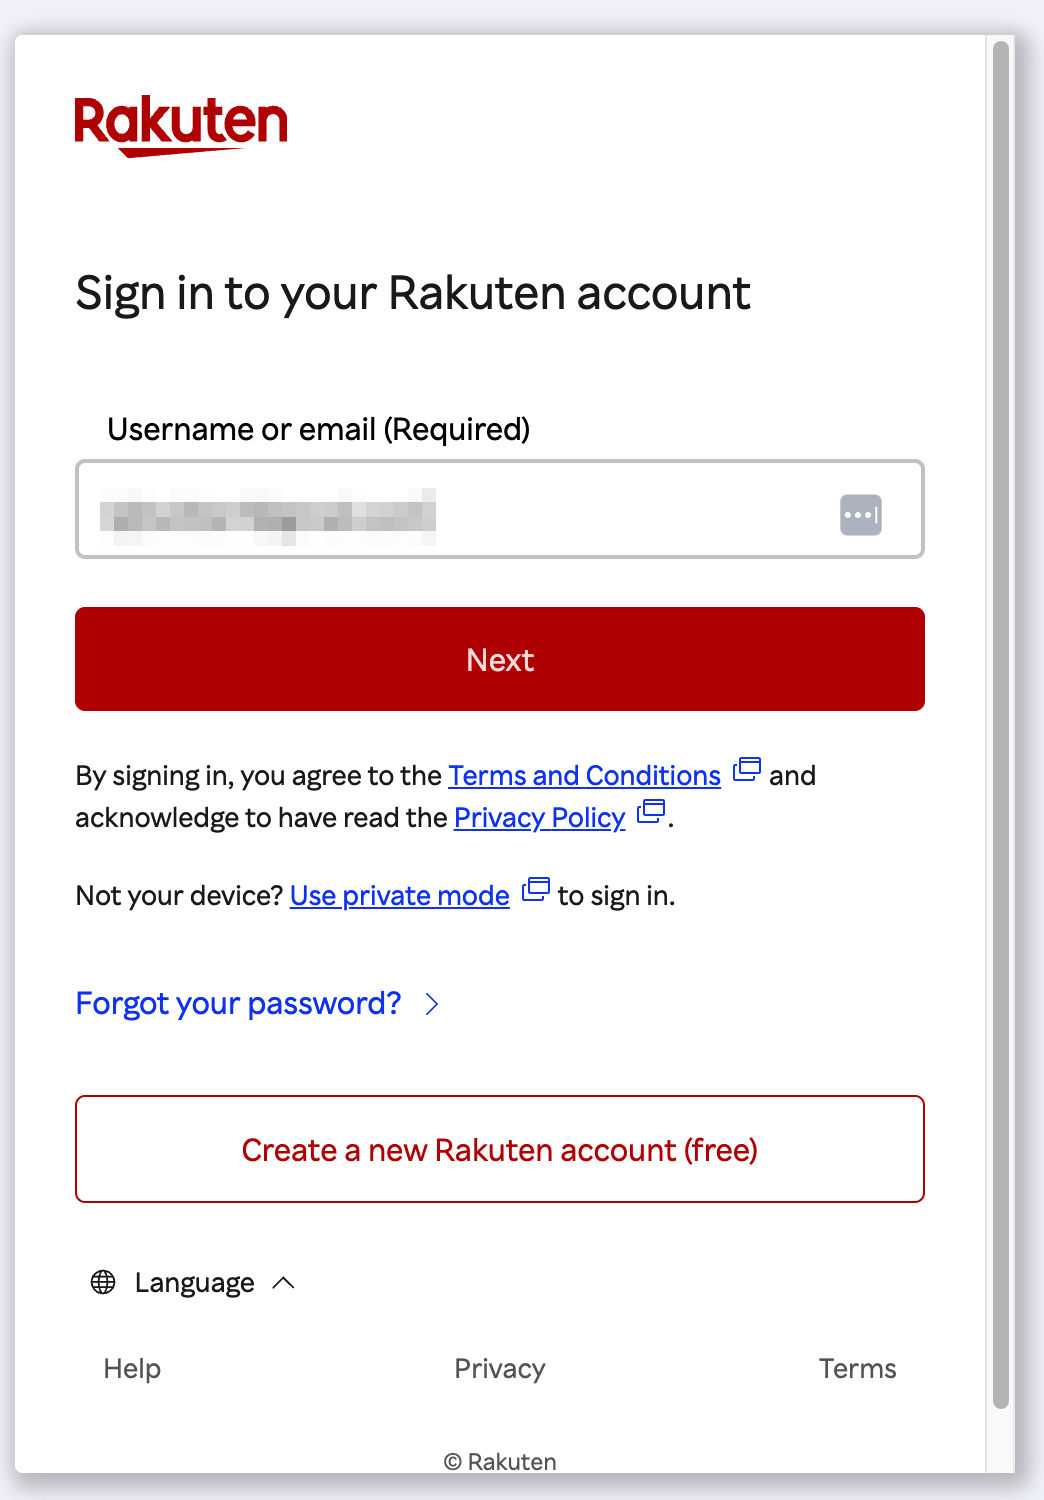 Rakuten
Sign in to your Rakuten account
Username or email (Required)
Next
By signing in, you agree to the Terms and Conditions and
acknowledge to have read the Privacy Policy.
Not your device? Use private mode to sign in.
Forgot your password?
Create a new Rakuten account (free)
Language
Help Privacy Terms
© Rakuten